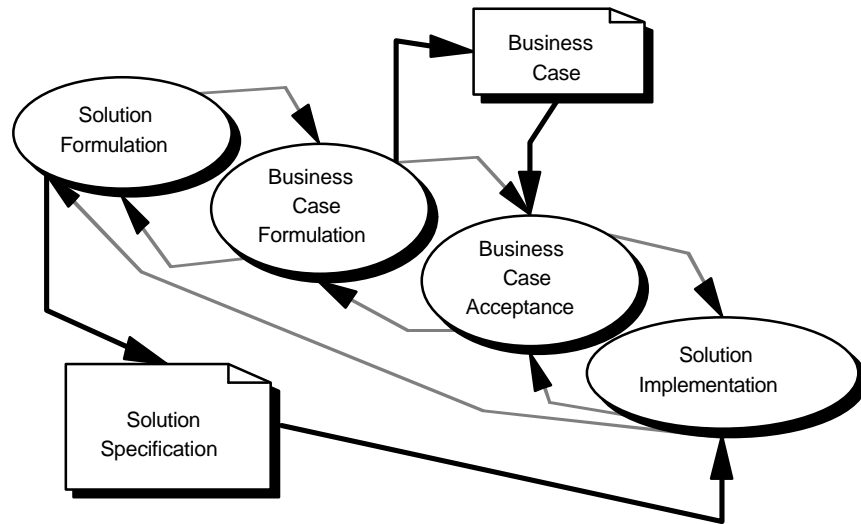 Business
Case
Solution
Formulation
Business
Case
Formulation
Business
Case
Acceptance
Solution
Implementation
Solution
Specification